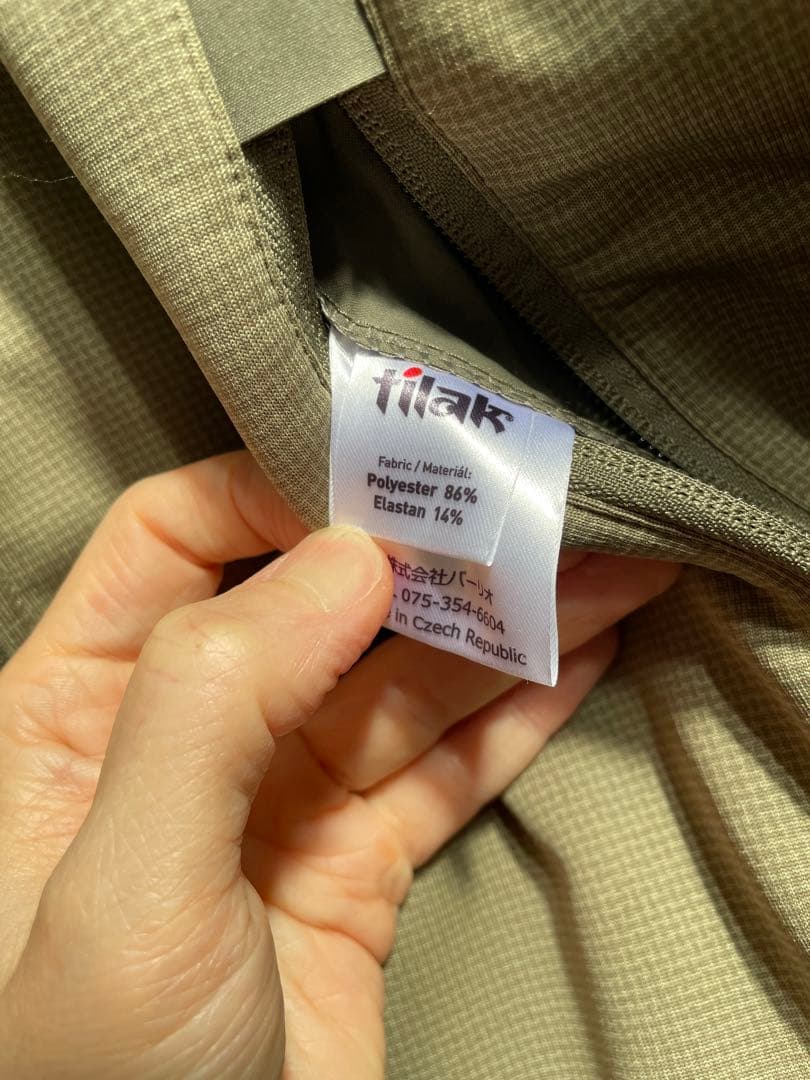 tilak
Fabric / Materiál:
Polyester 86%
Elastan 14%
株式会社バーリオ
075-354-6604
in Czech Republic